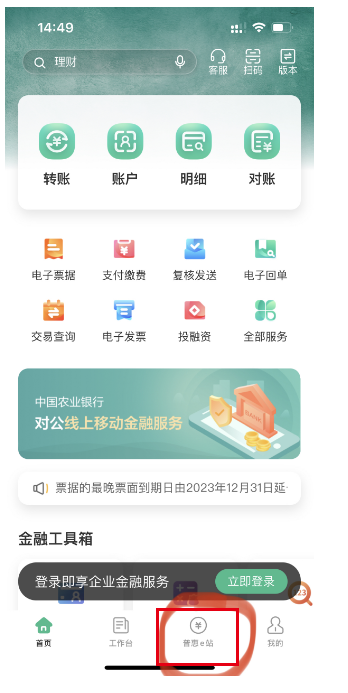 14:49
理财
客服 扫码 版本
转账 账户 明细 对账
电子票据 支付缴费 复核发送 电子回单
交易查询 电子发票 投融资 全部服务
中国农业银行
对公线上移动金融服务
票据的最晚票面到期日由2023年12月31日延
金融工具箱
登录即享企业金融服务 立即登录
首页 工作台 普惠e站 我的